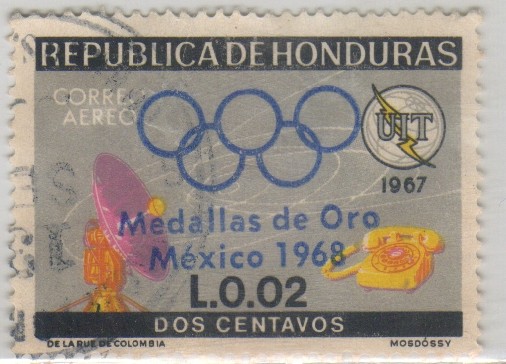 REPUBLICA DE HONDURAS
CORREO
AEREO
UIT
1967
Medallas de Oro
México 1968
L.0.02
DOS CENTAVOS
DE LA RUE DE COLOMBIA
MOSDÓSSY